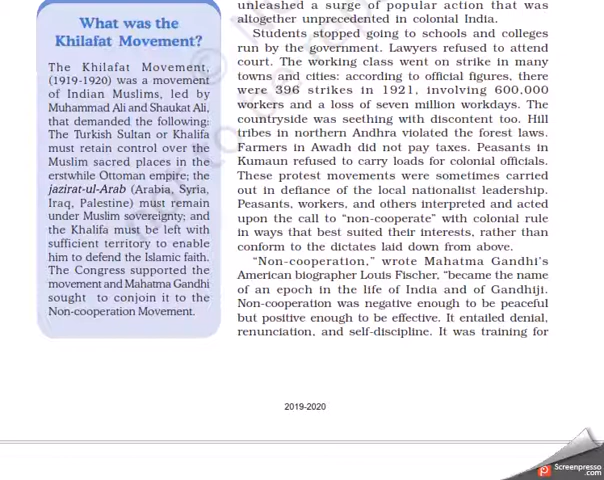 What was the
Khilafat Movement?
The Khilafat Movement,
(1919-1920) was a movement
of Indian Muslims, led by
Muhammad Ali and Shaukat Ali,
that demanded the following:
The Turkish Sultan or Khalifa
must retain control over the
Muslim sacred places in the
erstwhile Ottoman empire; the
jazirat-ul-Arab (Arabia, Syria,
Iraq, Palestine) must remain
under Muslim sovereignty; and
the Khalifa must be left with
sufficient territory to enable
him to defend the Islamic faith.
The Congress supported the
movement and Mahatma Gandhi
sought to conjoin it to the
Non-cooperation Movement.
unleashed a surge of popular action that was
altogether unprecedented in colonial India.
Students stopped going to schools and colleges
run by the government. Lawyers refused to attend
court. The working class went on strike in many
towns and cities: according to official figures, there
were 396 strikes in 1921, involving 600,000
workers and a loss of seven million workdays. The
countryside was seething with discontent too. Hill
tribes in northern Andhra violated the forest laws.
Farmers in Awadh did not pay taxes. Peasants in
Kumaun refused to carry loads for colonial officials.
These protest movements were sometimes carried
out in defiance of the local nationalist leadership.
Peasants, workers, and others interpreted and acted
upon the call to “non-cooperate” with colonial rule
in ways that best suited their interests, rather than
conform to the dictates laid down from above.
“Non-cooperation,” wrote Mahatma Gandhi’s
American biographer Louis Fischer, “became the name
of an epoch in the life of India and of Gandhiji.
Non-cooperation was negative enough to be peaceful
but positive enough to be effective. It entailed denial,
renunciation, and self-discipline. It was training for
2019-2020
Screenpresso
.com